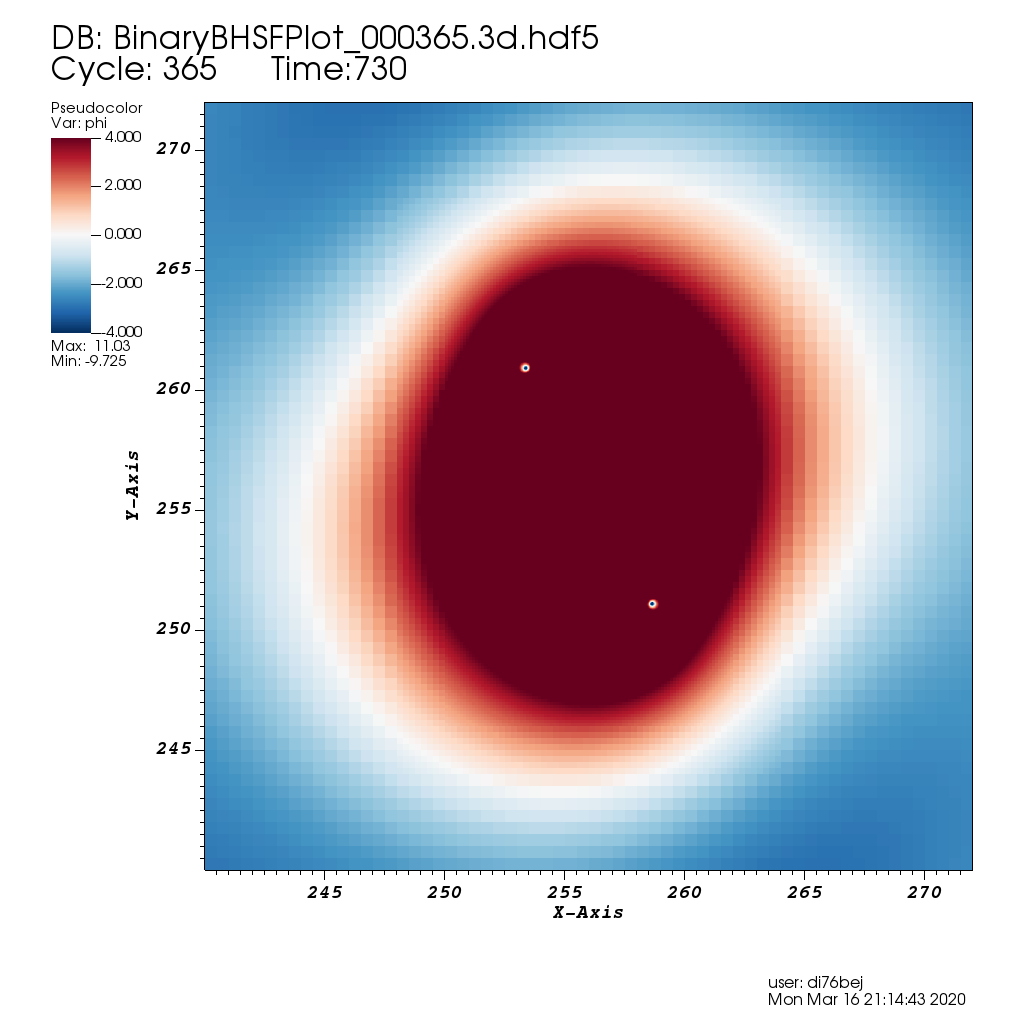 DB: BinaryBHSFPlot_000365.3d.hdf5
Cycle: 365 Time:730
Pseudocolor
Var: phi
4.000
2.000
0.000
-2.000
-4.000
Max: 11.03
Min: -9.725
270
265
260
255
250
245
Y-Axis
245 250 255 260 265 270
X-Axis
user: di76bej
Mon Mar 16 21:14:43 2020